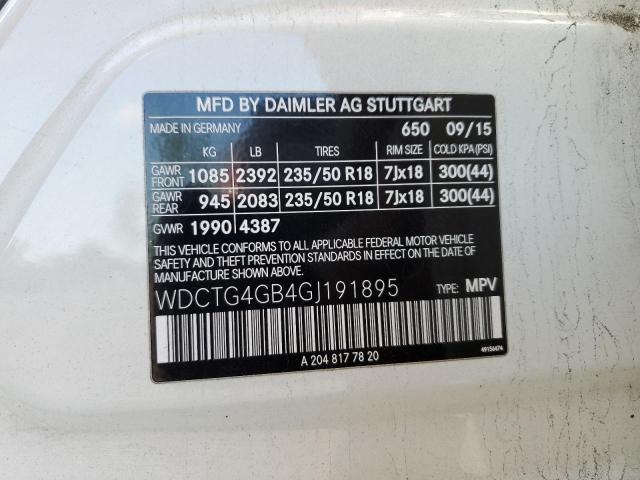 MFD BY DAIMLER AG STUTTGART
MADE IN GERMANY 650 09/15
KG LB TIRES RIM SIZE COLD KPA(PSI)
GAWR FRONT 1085 2392 235/50 R18 7Jx18 300(44)
GAWR REAR 945 2083 235/50 R18 7Jx18 300(44)
GVWR 1990 4387
THIS VEHICLE CONFORMS TO ALL APPLICABLE FEDERAL MOTOR VEHICLE
SAFETY AND THEFT PREVENTION STANDARDS IN EFFECT ON THE DATE OF
MANUFACTURE SHOWN ABOVE.
WDCTG4GB4GJ191895 TYPE: MPV
A 204 817 78 20
49156474